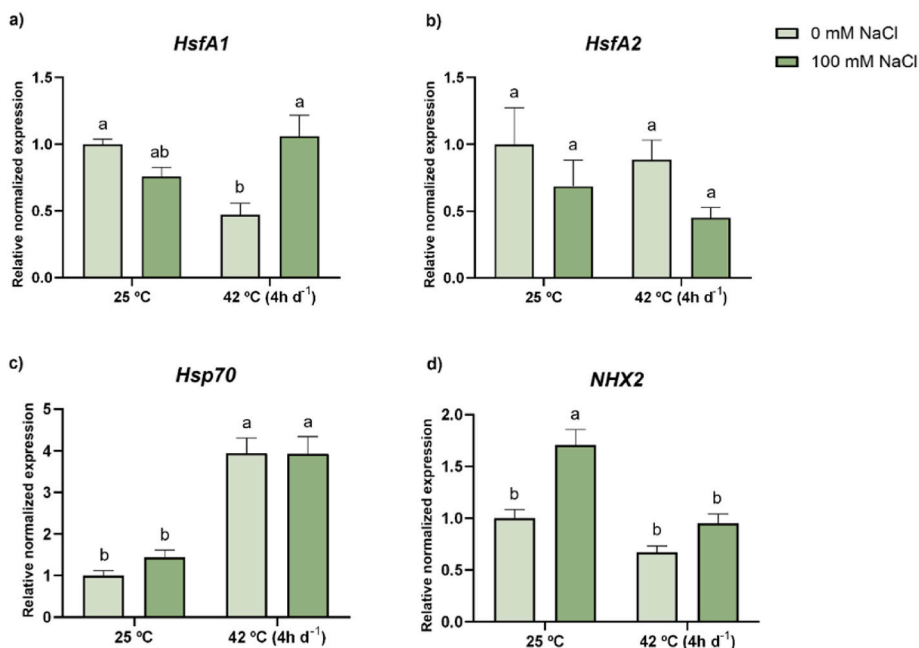 a)
HsfA1
Relative normalized expression
1.5
1.0
0.5
0.0
a
ab
b
a
25 ºC
42 ºC (4h d⁻¹)
b)
HsfA2
Relative normalized expression
1.5
1.0
0.5
0.0
a
a
a
a
25 ºC
42 ºC (4h d⁻¹)
0 mM NaCl
100 mM NaCl
c)
Hsp70
Relative normalized expression
5
4
3
2
1
0
b
b
a
a
25 ºC
42 ºC (4h d⁻¹)
d)
NHX2
Relative normalized expression
2.0
1.5
1.0
0.5
0.0
b
a
b
b
25 ºC
42 ºC (4h d⁻¹)